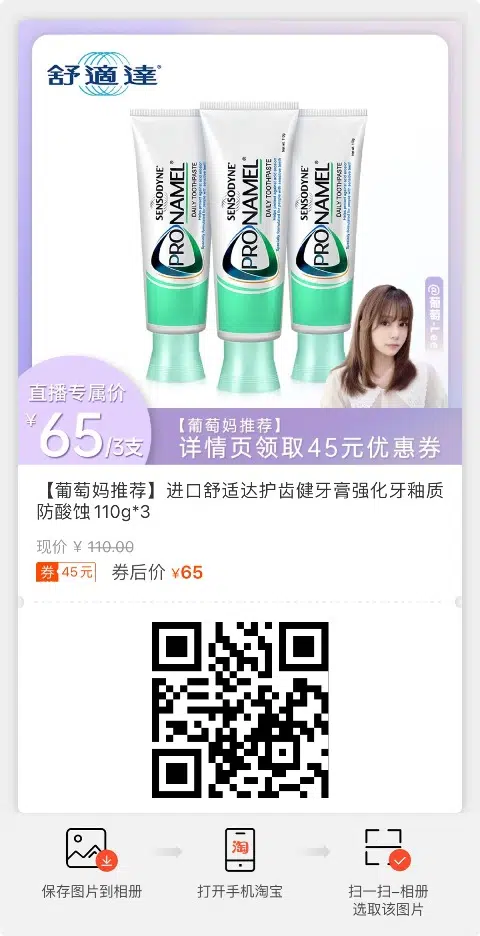 舒適達®
SENSODYNE®
PRONAMEL®
DAILY TOOTHPASTE
SENSODYNE®
PRONAMEL®
DAILY TOOTHPASTE
SENSODYNE®
PRONAMEL®
DAILY TOOTHPASTE
@葡萄-Lee
直播专属价
¥65/3支
【葡萄妈推荐】
详情页领取45元优惠券
【葡萄妈推荐】进口舒适达护齿健牙膏强化牙釉质
防酸蚀110g*3
现价 ¥ 110.00
券 45元 券后价 ¥65
淘
保存图片到相册
打开手机淘宝
扫一扫–相册
选取该图片